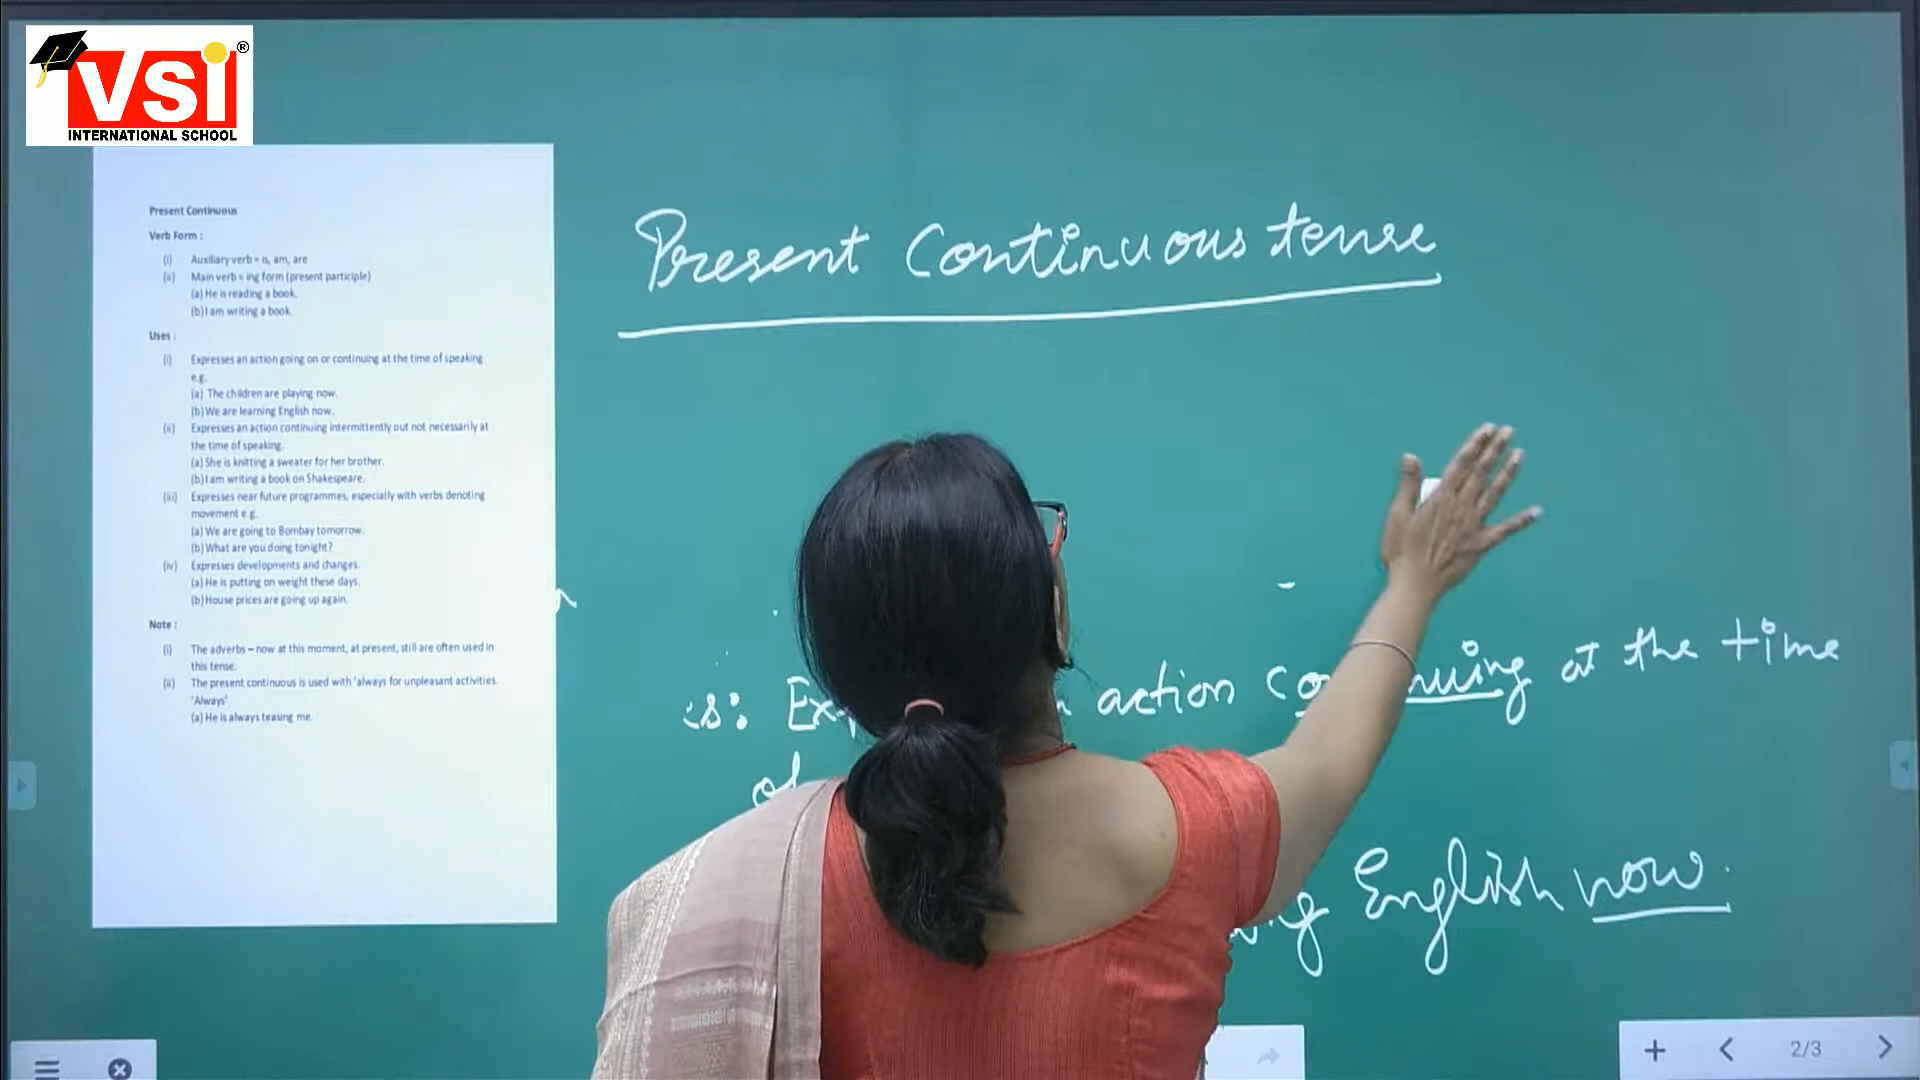 VSI ®
INTERNATIONAL SCHOOL
Present Continuous
Verb Form :
(i) Auxiliary verb = is, am, are
(ii) Main verb = ing form (present participle)
(a) He is reading a book.
(b) I am writing a book.
Uses :
(i) Expresses an action going on or continuing at the time of speaking
e.g.
(a) The children are playing now.
(b) We are learning English now.
(ii) Expresses an action continuing intermittently out not necessarily at
the time of speaking.
(a) She is knitting a sweater for her brother.
(b) I am writing a book on Shakespeare.
(iii) Expresses near future programmes, especially with verbs denoting
movement e.g.
(a) We are going to Bombay tomorrow.
(b) What are you doing tonight?
(iv) Expresses developments and changes.
(a) He is putting on weight these days.
(b) House prices are going up again.
Note :
(i) The adverbs – now at this moment, at present, still are often used in
this tense.
(ii) The present continuous is used with 'always for unpleasant activities.
'Always'
(a) He is always teasing me.
Present Continuous tense
action at the time
English now.
2/3